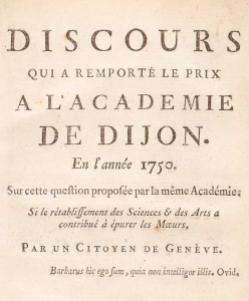 DISCOURS
QUI A REMPORTÉ LE PRIX
A L'ACADEMIE
DE DIJON.
En l'année 1750.
Sur cette question proposée par la même Académie:
Si le rétablissement des Sciences & des Arts a
contribué à épurer les Mœurs.
PAR UN CITOYEN DE GENÈVE.
Barbarus hic ego sum, quia non intelligor illis. Ovid.